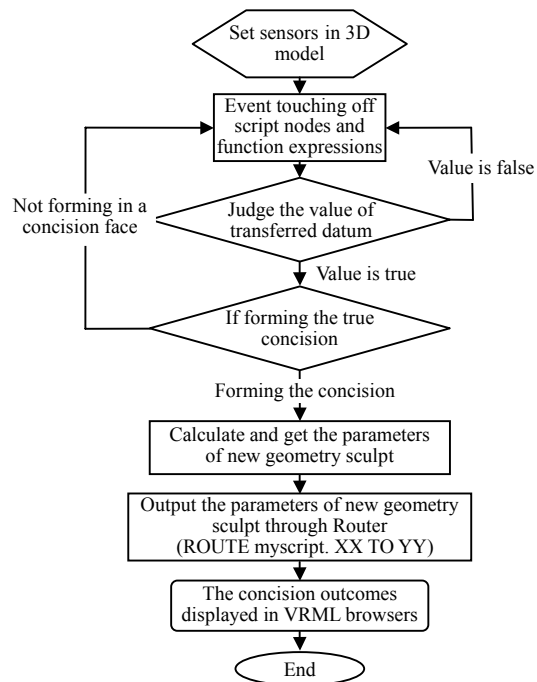 Set sensors in 3D
model
Event touching off
script nodes and
function expressions
Value is false
Not forming in a
concision face
Judge the value of
transferred datum
Value is true
If forming the true
concision
Forming the concision
Calculate and get the parameters
of new geometry sculpt
Output the parameters of new geometry
sculpt through Router
(ROUTE myscript. XX TO YY)
The concision outcomes
displayed in VRML browsers
End